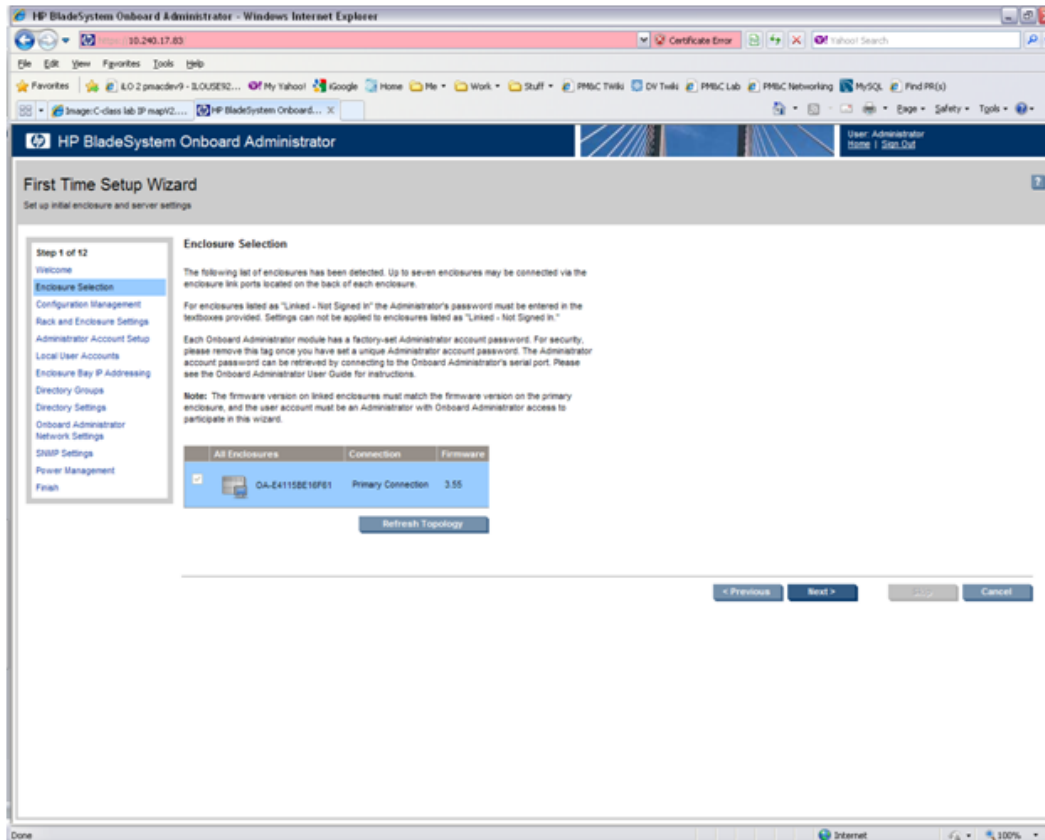 HP BladeSystem Onboard Administrator - Windows Internet Explorer
10.240.17.83
Certificate Error
Yahoo! Search
File Edit View Favorites Tools Help
Favorites
iLO 2 pmacdev9 - ILOUSE92...
My Yahoo!
iGoogle
Home
Me
Work
Stuff
PM&C TWiki
DV Twiki
PM&C Lab
PM&C Networking
MySQL
Find PR(s)
Image:C-class lab IP mapV2....
HP BladeSystem Onboard... X
Page
Safety
Tools
HP BladeSystem Onboard Administrator
User: Administrator
Home | Sign Out
First Time Setup Wizard
Set up initial enclosure and server settings
Step 1 of 12
Welcome
Enclosure Selection
Configuration Management
Rack and Enclosure Settings
Administrator Account Setup
Local User Accounts
Enclosure Bay IP Addressing
Directory Groups
Directory Settings
Onboard Administrator
Network Settings
SNMP Settings
Power Management
Finish
Enclosure Selection
The following list of enclosures has been detected. Up to seven enclosures may be connected via the
enclosure link ports located on the back of each enclosure.
For enclosures listed as "Linked - Not Signed In" the Administrator's password must be entered in the
textboxes provided. Settings can not be applied to enclosures listed as "Linked - Not Signed In."
Each Onboard Administrator module has a factory-set Administrator account password. For security,
please remove this tag once you have set a unique Administrator account password. The Administrator
account password can be retrieved by connecting to the Onboard Administrator's serial port. Please
see the Onboard Administrator User Guide for instructions.
Note: The firmware version on linked enclosures must match the firmware version on the primary
enclosure, and the user account must be an Administrator with Onboard Administrator access to
participate in this wizard.
All Enclosures Connection Firmware
OA-E4115BE16F61 Primary Connection 3.55
Refresh Topology
< Previous
Next >
Skip
Cancel
Done
Internet
100%